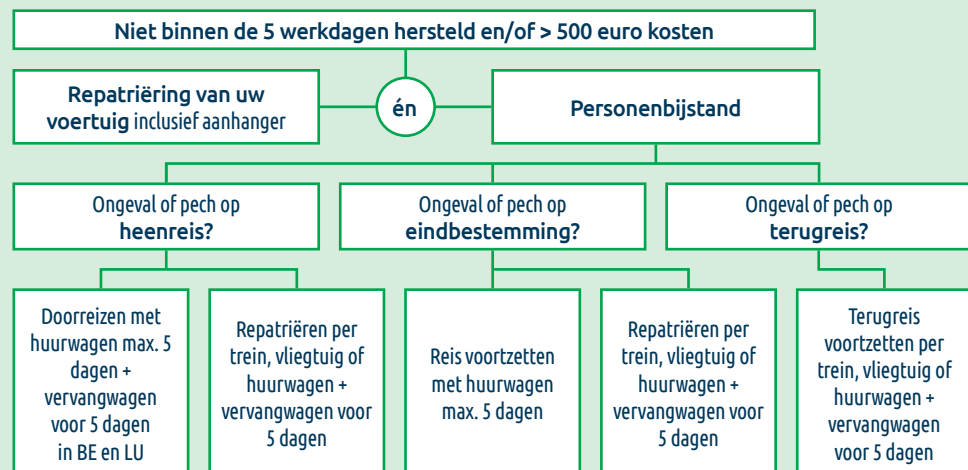 Niet binnen de 5 werkdagen hersteld en/of > 500 euro kosten
Repatriëring van uw
voertuig inclusief aanhanger
én
Personenbijstand
Ongeval of pech op
heenreis?
Ongeval of pech op
eindbestemming?
Ongeval of pech op
terugreis?
Doorreizen met
huurwagen max. 5
dagen +
vervangwagen
voor 5 dagen
in BE en LU
Repatriëren per
trein, vliegtuig of
huurwagen +
vervangwagen voor
5 dagen
Reis voortzetten
met huurwagen
max. 5 dagen
Repatriëren per
trein, vliegtuig of
huurwagen +
vervangwagen voor
5 dagen
Terugreis
voortzetten per
trein, vliegtuig of
huurwagen +
vervangwagen
voor 5 dagen